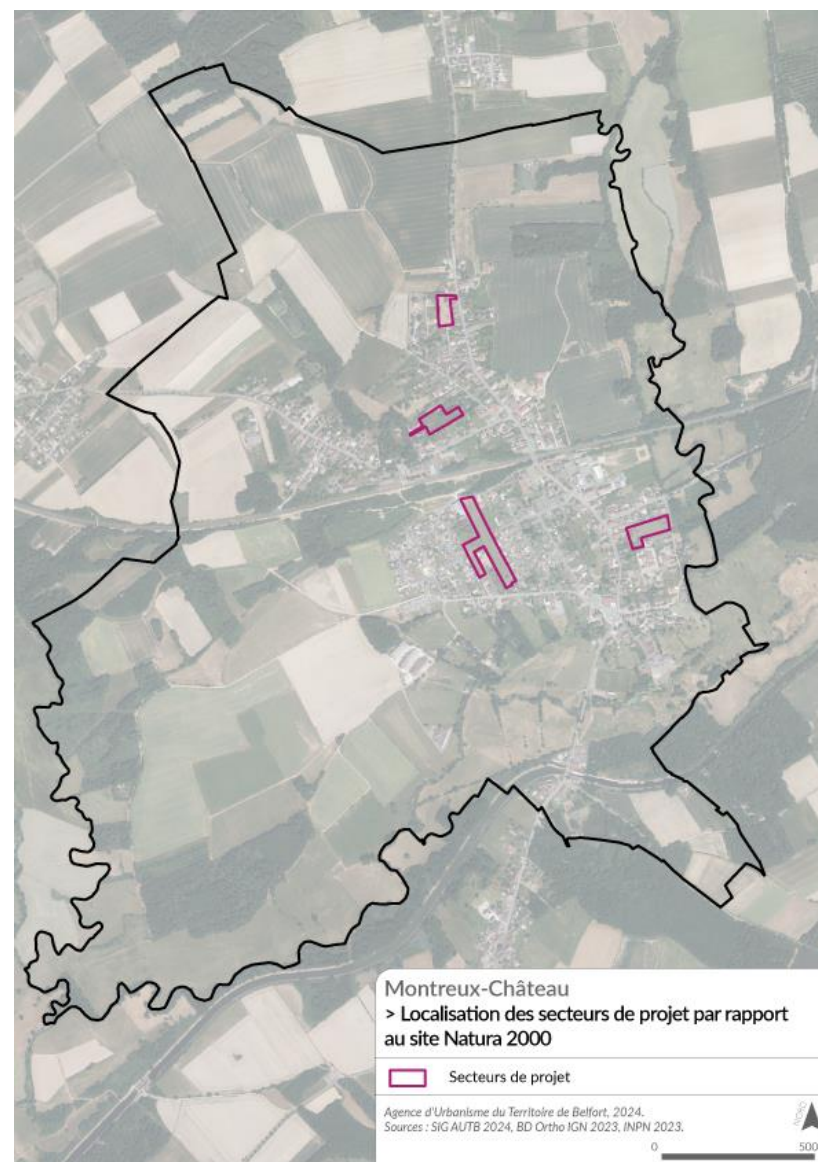 Montreux-Château
> Localisation des secteurs de projet par rapport
au site Natura 2000
Secteurs de projet
Agence d'Urbanisme du Territoire de Belfort, 2024.
Sources : SIG AUTB 2024, BD Ortho IGN 2023, INPN 2023.
NORD
0 500